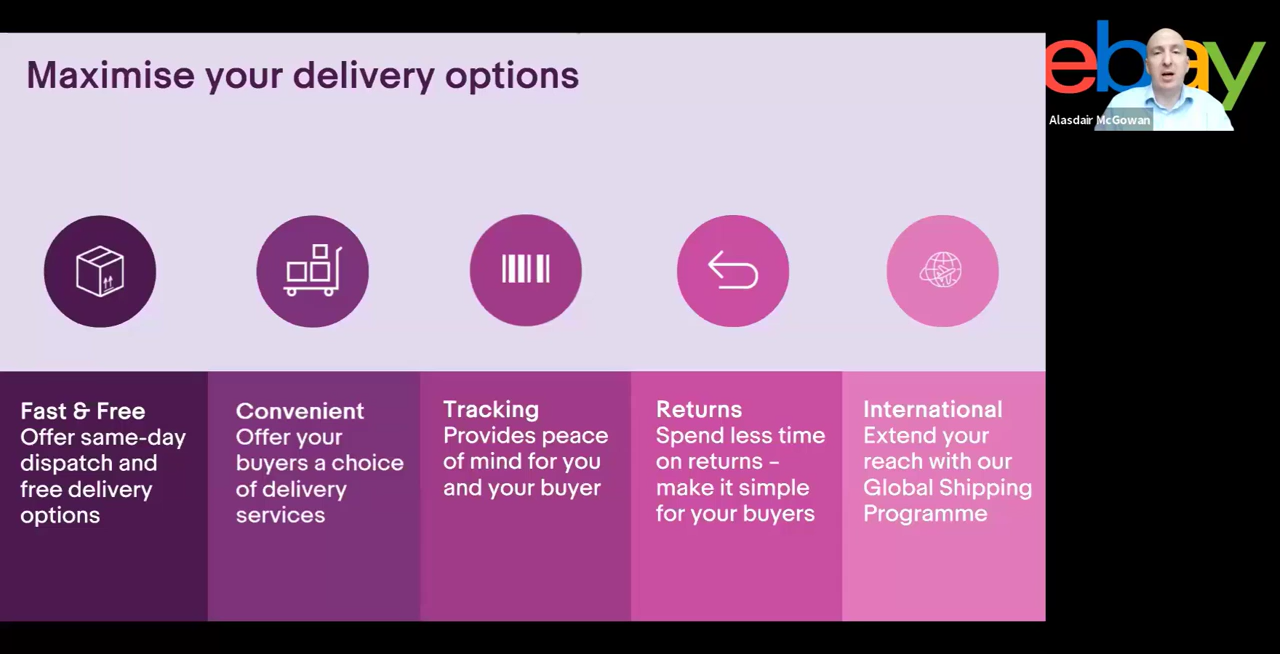 Maximise your delivery options
ebay
Alasdair McGowan
Fast & Free
Offer same-day
dispatch and
free delivery
options
Convenient
Offer your
buyers a choice
of delivery
services
Tracking
Provides peace
of mind for you
and your buyer
Returns
Spend less time
on returns –
make it simple
for your buyers
International
Extend your
reach with our
Global Shipping
Programme